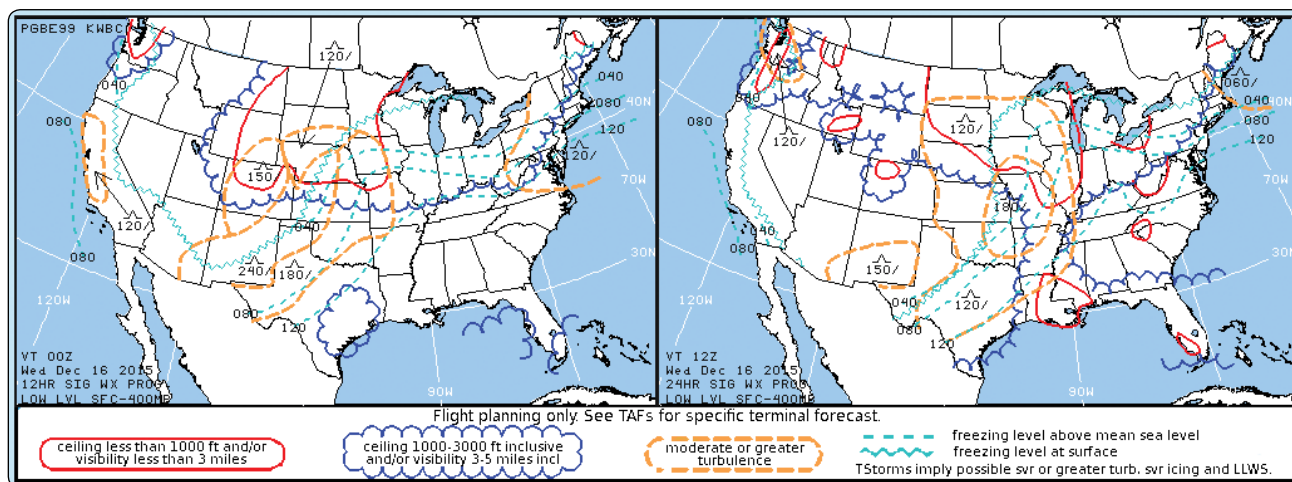 PGBE99 KWBC
120/
040
040
080
40N
080
120
120/
150/
70W
040
120/
240/
180/
30N
080
080
120
120W
90W
VT 00Z
Wed Dec 16 2015
12HR SIG WX PROG
LOW LVL SFC-400MB
060/
040
040
40N
080
080
120
120/
120/
70W
180/
040
150/
30N
080
040
120/
080
120
120W
90W
VT 12Z
Wed Dec 16 2015
24HR SIG WX PROG
LOW LVL SFC-400MB
Flight planning only. See TAFs for specific terminal forecast.
ceiling less than 1000 ft and/or
visibility less than 3 miles
ceiling 1000-3000 ft inclusive
and/or visibility 3-5 miles incl
moderate or greater
turbulence
freezing level above mean sea level
freezing level at surface
TStorms imply possible svr or greater turb. svr icing and LLWS.